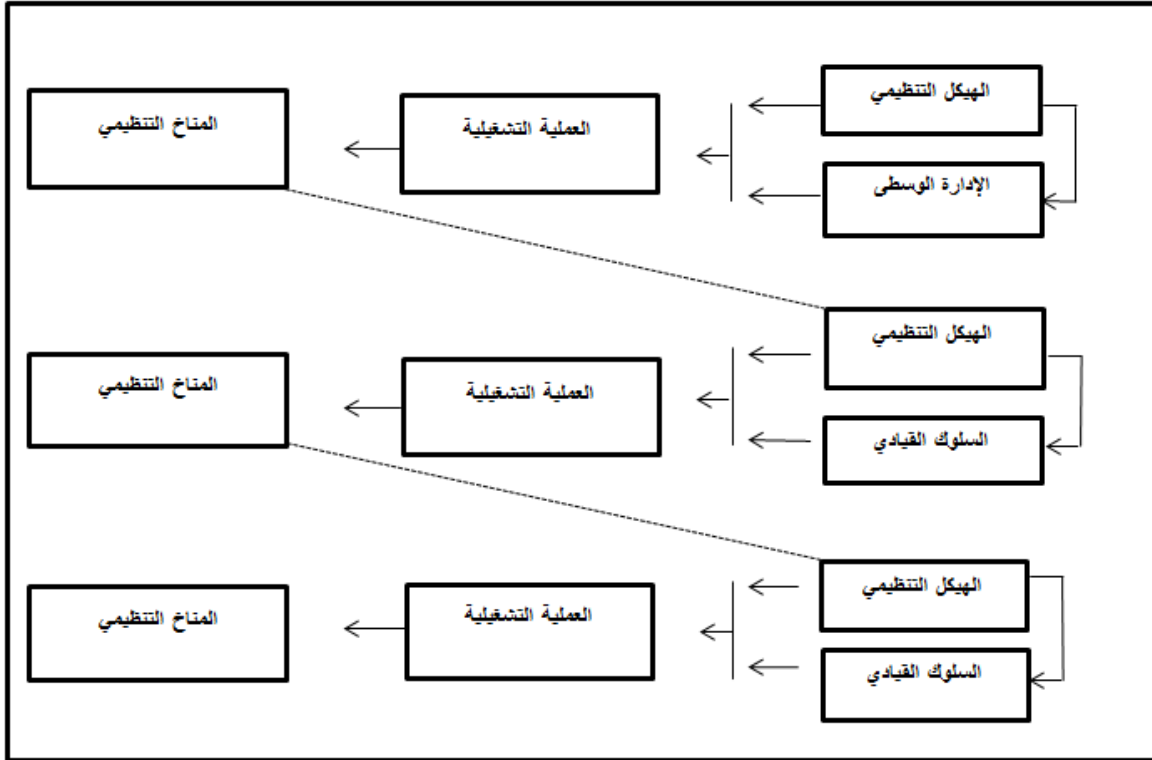 الهيكل التنظيمي
العملية التشغيلية
المناخ التنظيمي
الإدارة الوسطى
الهيكل التنظيمي
العملية التشغيلية
المناخ التنظيمي
السلوك القيادي
الهيكل التنظيمي
العملية التشغيلية
المناخ التنظيمي
السلوك القيادي